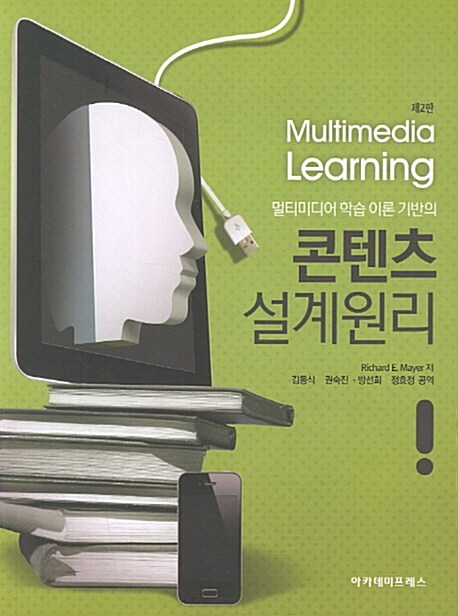 제2판
Multimedia
Learning
멀티미디어 학습 이론 기반의
콘텐츠
설계원리
Richard E. Mayer 저
김동식 권숙진 · 방선희 정효정 공역
!
아카데미프레스